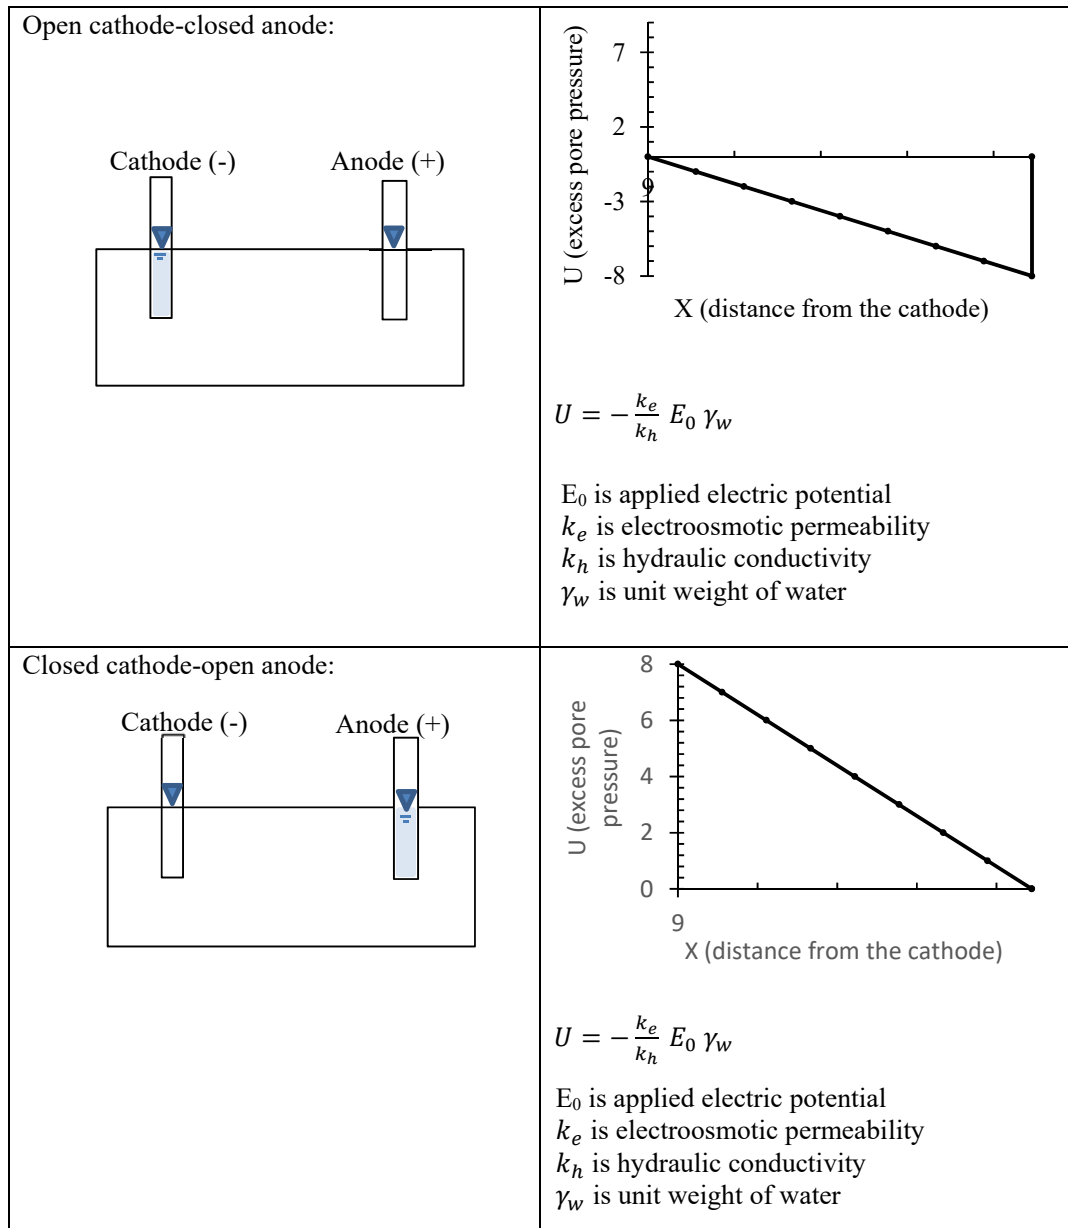 Open cathode-closed anode:
Cathode (-)
Anode (+)
U (excess pore pressure)
7
2
-3
-8
9
X (distance from the cathode)
U = − k_e/k_h E_0 γ_w
E₀ is applied electric potential
k_e is electroosmotic permeability
k_h is hydraulic conductivity
γ_w is unit weight of water
Closed cathode-open anode:
Cathode (-)
Anode (+)
U (excess pore
pressure)
8
6
4
2
0
9
X (distance from the cathode)
U = − k_e/k_h E_0 γ_w
E₀ is applied electric potential
k_e is electroosmotic permeability
k_h is hydraulic conductivity
γ_w is unit weight of water